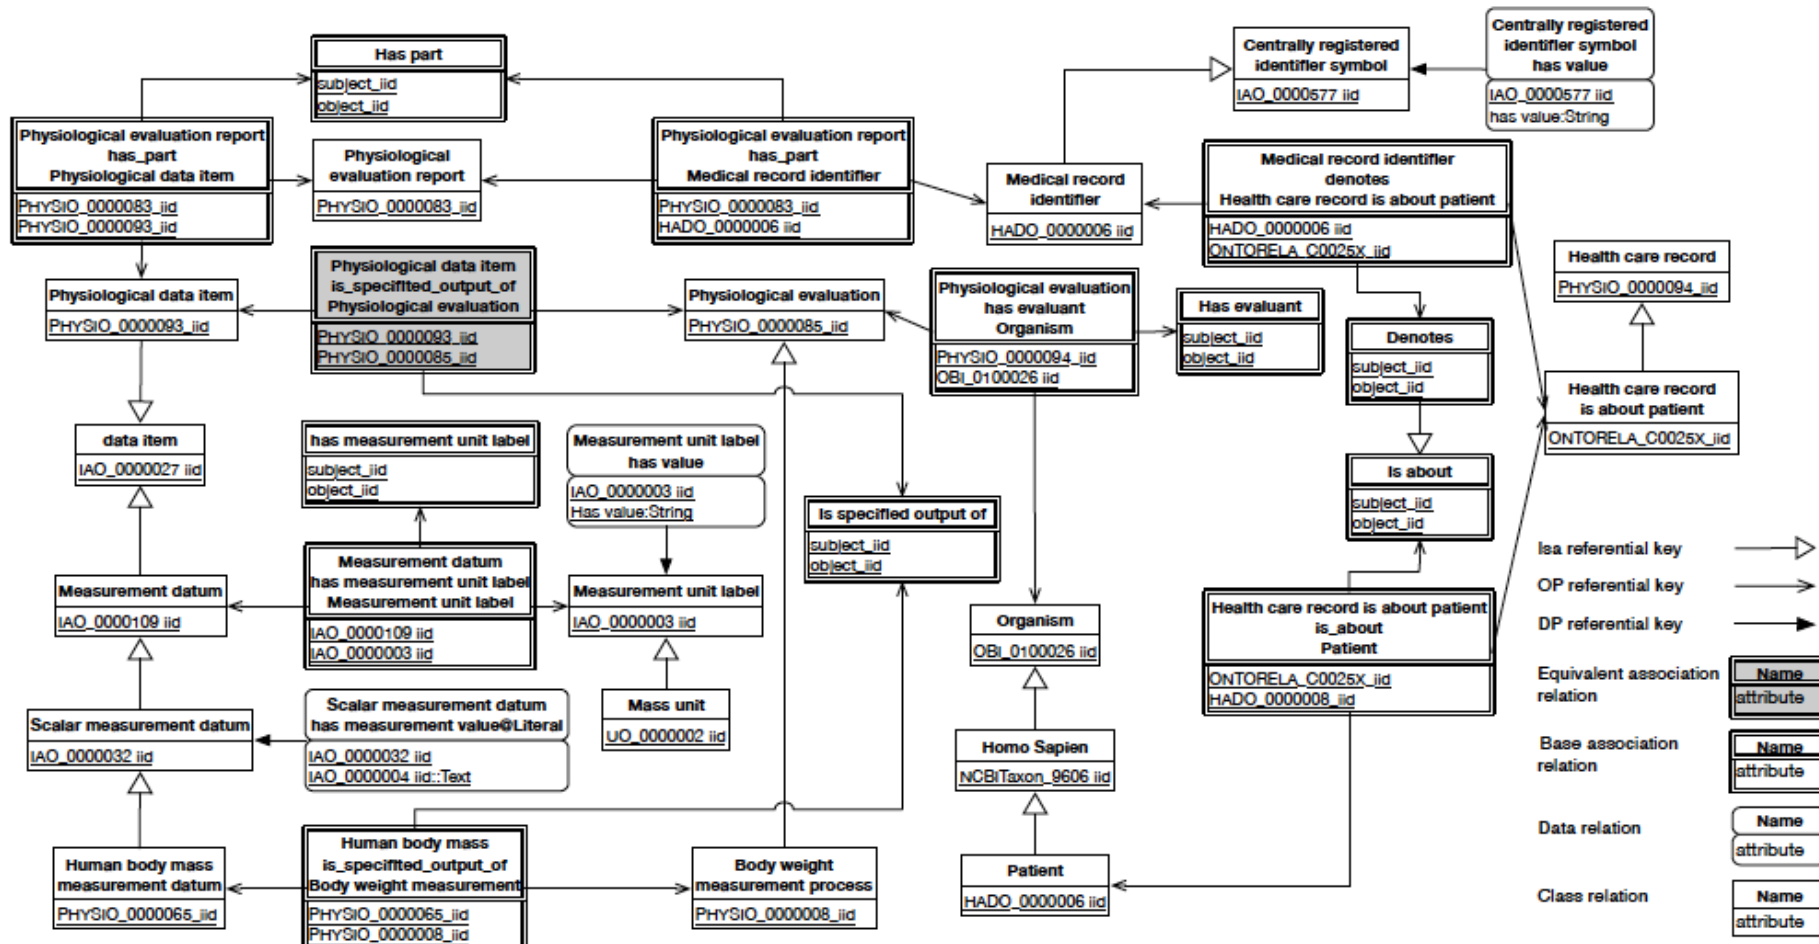 Has part
subject_iid
object_iid
Centrally registered
identifier symbol
IAO_0000577 iid
Centrally registered
identifier symbol
has value
IAO_0000577 iid
has value:String
Physiological evaluation report
has_part
Physiological data item
PHYSIO_0000083_iid
PHYSIO_0000093_iid
Physiological
evaluation report
PHYSIO_0000083_iid
Physiological evaluation report
has_part
Medical record identifier
PHYSIO_0000083_iid
HADO_0000006 iid
Medical record
identifier
HADO_0000006 iid
Medical record identifier
denotes
Health care record is about patient
HADO_0000006 iid
ONTORELA_C0025X_iid
Health care record
PHYSIO_0000094_iid
Physiological data item
PHYSIO_0000093_iid
Physiological data item
is_specifited_output_of
Physiological evaluation
PHYSIO_0000093_iid
PHYSIO_0000085_iid
Physiological evaluation
PHYSIO_0000085_iid
Physiological evaluation
has evaluant
Organism
PHYSIO_0000094_iid
OBI_0100026 iid
Has evaluant
subject_iid
object_iid
Denotes
subject_iid
object_iid
Health care record
is about patient
ONTORELA_C0025X_iid
data item
IAO_0000027 iid
has measurement unit label
subject_iid
object_iid
Measurement unit label
has value
IAO_0000003 iid
Has value:String
Is specified output of
subject_iid
object_iid
Is about
subject_iid
object_iid
Measurement datum
IAO_0000109 iid
Measurement datum
has measurement unit label
Measurement unit label
IAO_0000109 iid
IAO_0000003 iid
Measurement unit label
IAO_0000003 iid
Organism
OBI_0100026 iid
Health care record is about patient
is_about
Patient
ONTORELA_C0025X_iid
HADO_0000008_iid
Scalar measurement datum
IAO_0000032 iid
Scalar measurement datum
has measurement value@Literal
IAO_0000032 iid
IAO_0000004 iid::Text
Mass unit
UO_0000002 iid
Homo Sapien
NCBITaxon_9606 iid
Human body mass
measurement datum
PHYSIO_0000065_iid
Human body mass
is_specifited_output_of
Body weight measurement
PHYSIO_0000065_iid
PHYSIO_0000008_iid
Body weight
measurement process
PHYSIO_0000008_iid
Patient
HADO_0000006 iid
Isa referential key
OP referential key
DP referential key
Equivalent association
relation
Name
attribute
Base association
relation
Name
attribute
Data relation
Name
attribute
Class relation
Name
attribute